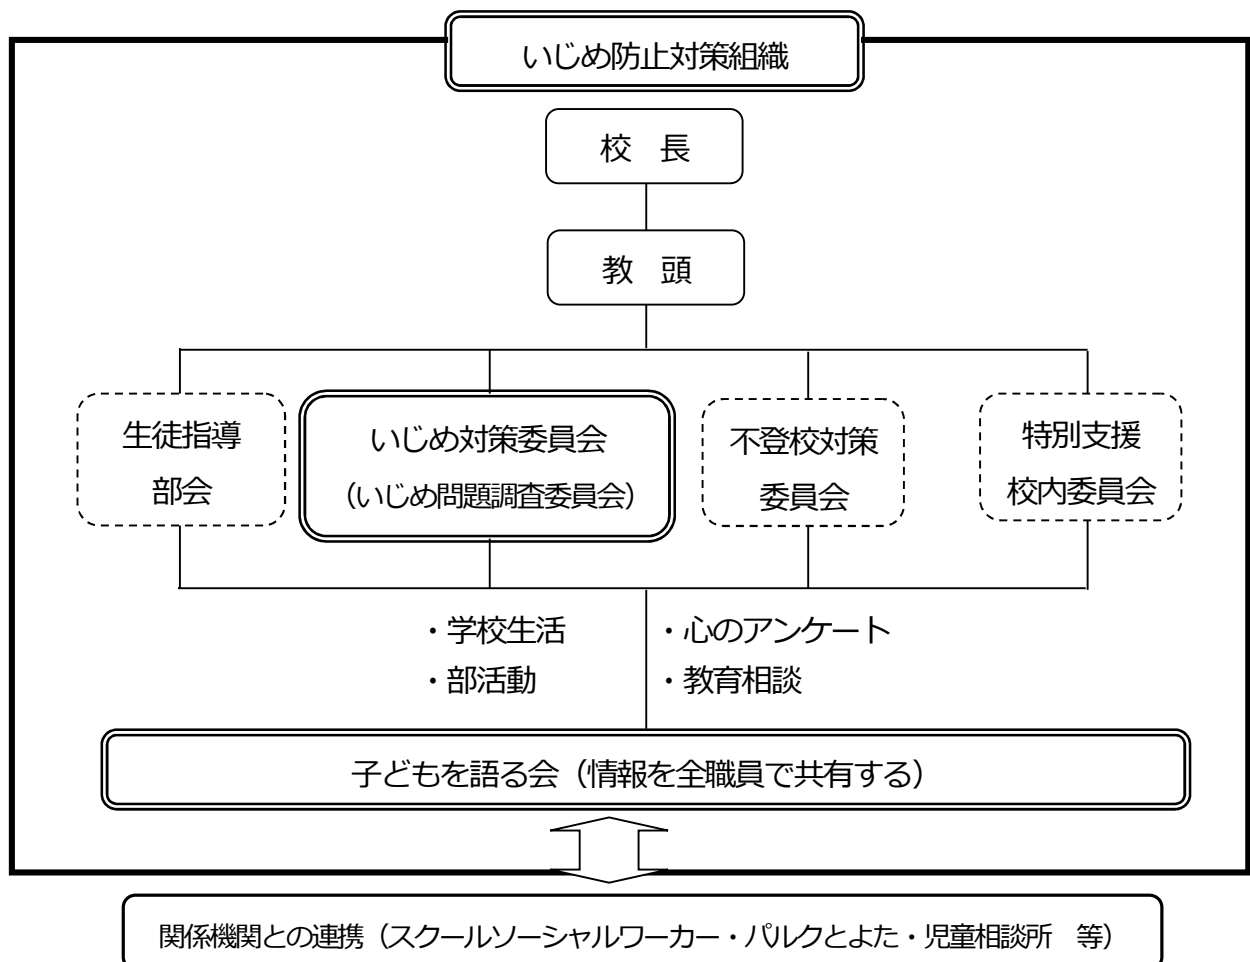 いじめ防止対策組織
校　長
教　頭
生徒指導
部会
いじめ対策委員会
（いじめ問題調査委員会）
不登校対策
委員会
特別支援
校内委員会
・学校生活
・部活動
・心のアンケート
・教育相談
子どもを語る会（情報を全職員で共有する）
関係機関との連携（スクールソーシャルワーカー・パルクとよた・児童相談所　等）